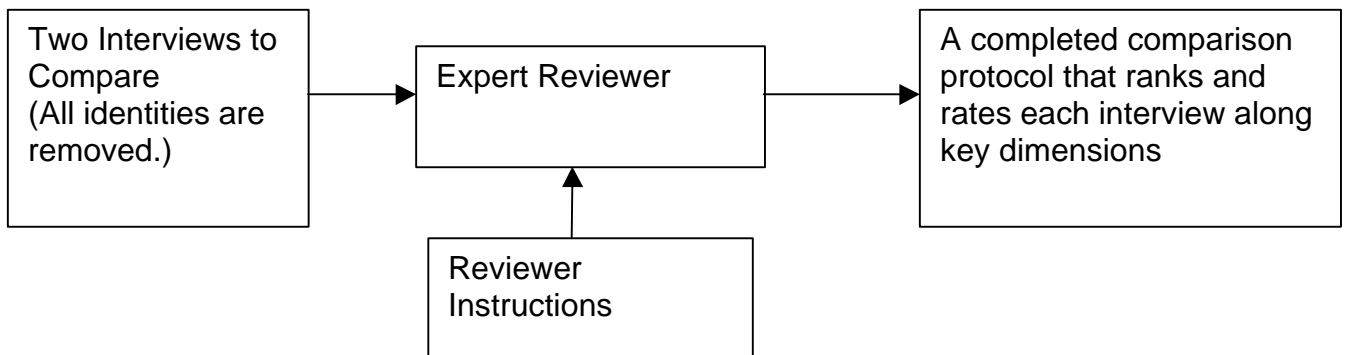 Two Interviews to
Compare
(All identities are
removed.)
Expert Reviewer
A completed comparison
protocol that ranks and
rates each interview along
key dimensions
Reviewer
Instructions